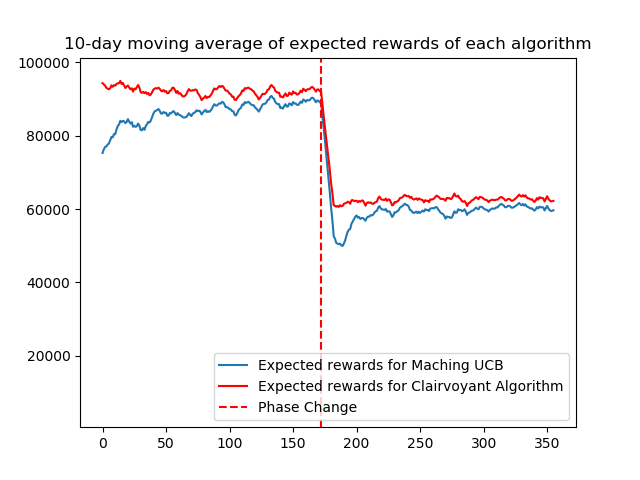 10-day moving average of expected rewards of each algorithm
100000
80000
60000
40000
20000
Expected rewards for Maching UCB
Expected rewards for Clairvoyant Algorithm
Phase Change
0 50 100 150 200 250 300 350